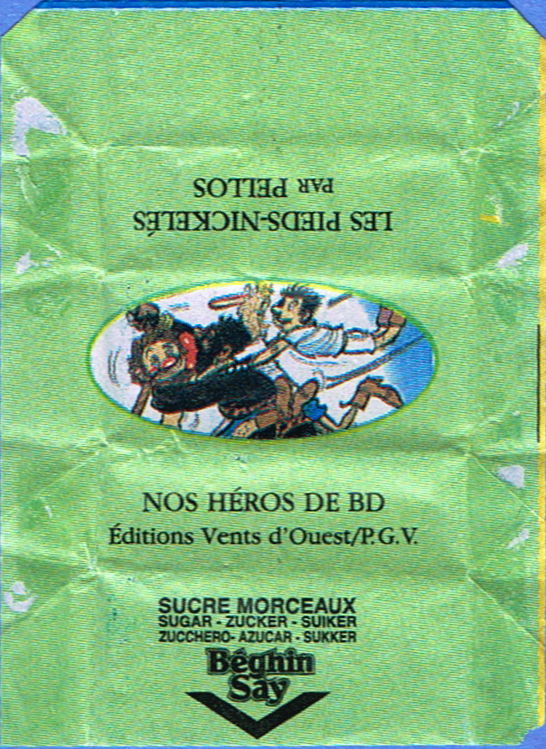 LES PIEDS-NICKELÉS
PAR PELLOS
NOS HÉROS DE BD
Éditions Vents d'Ouest/P.G.V.
SUCRE MORCEAUX
SUGAR - ZUCKER - SUIKER
ZUCCHERO- AZUCAR - SUKKER
Béghin
Say